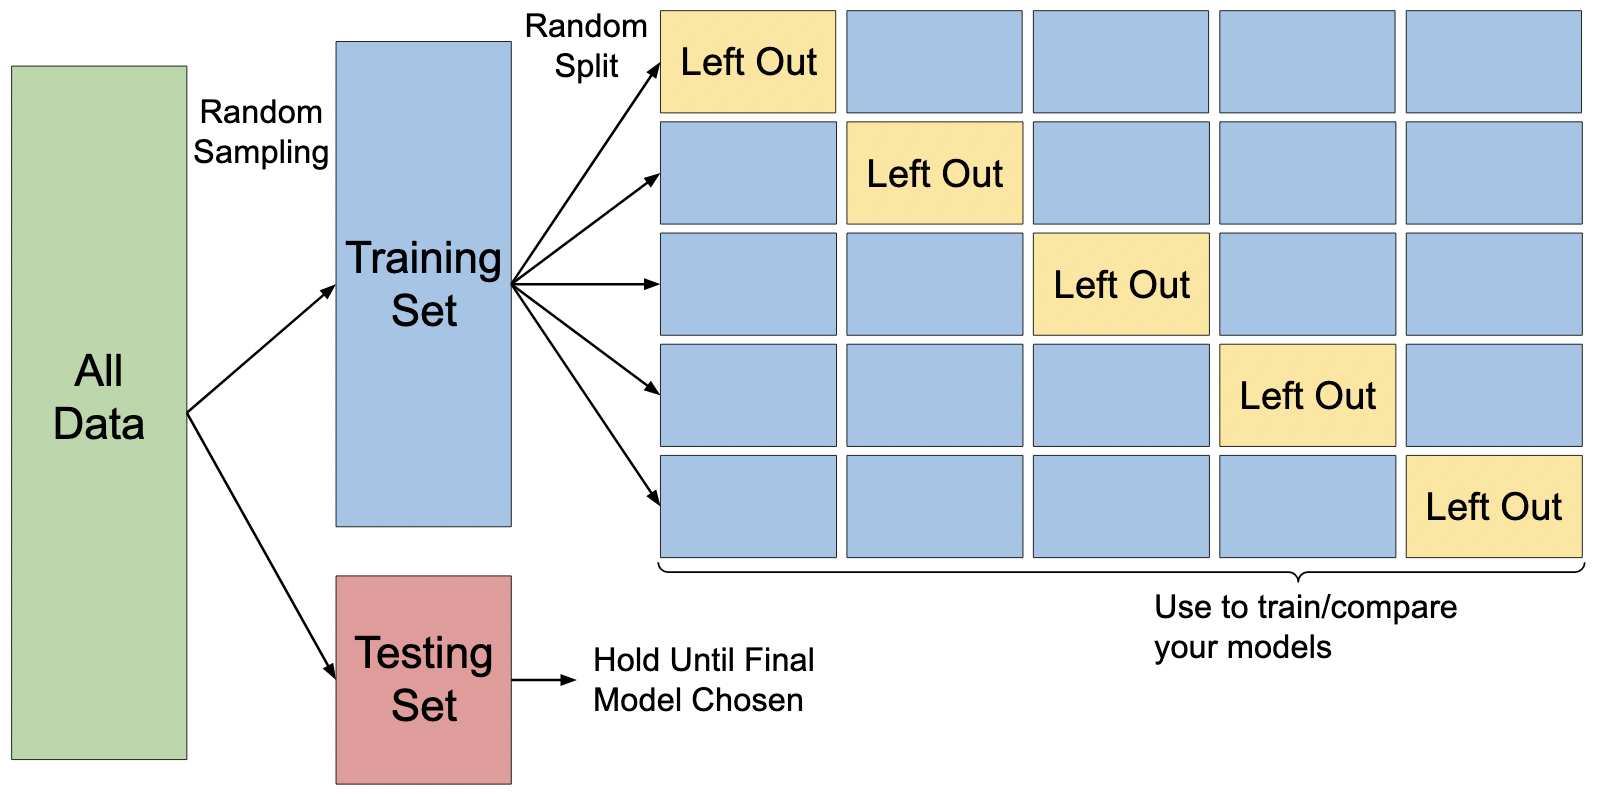 All
Data
Random
Sampling
Training
Set
Random
Split
Left Out
Left Out
Left Out
Left Out
Left Out
Use to train/compare
your models
Testing
Set
Hold Until Final
Model Chosen